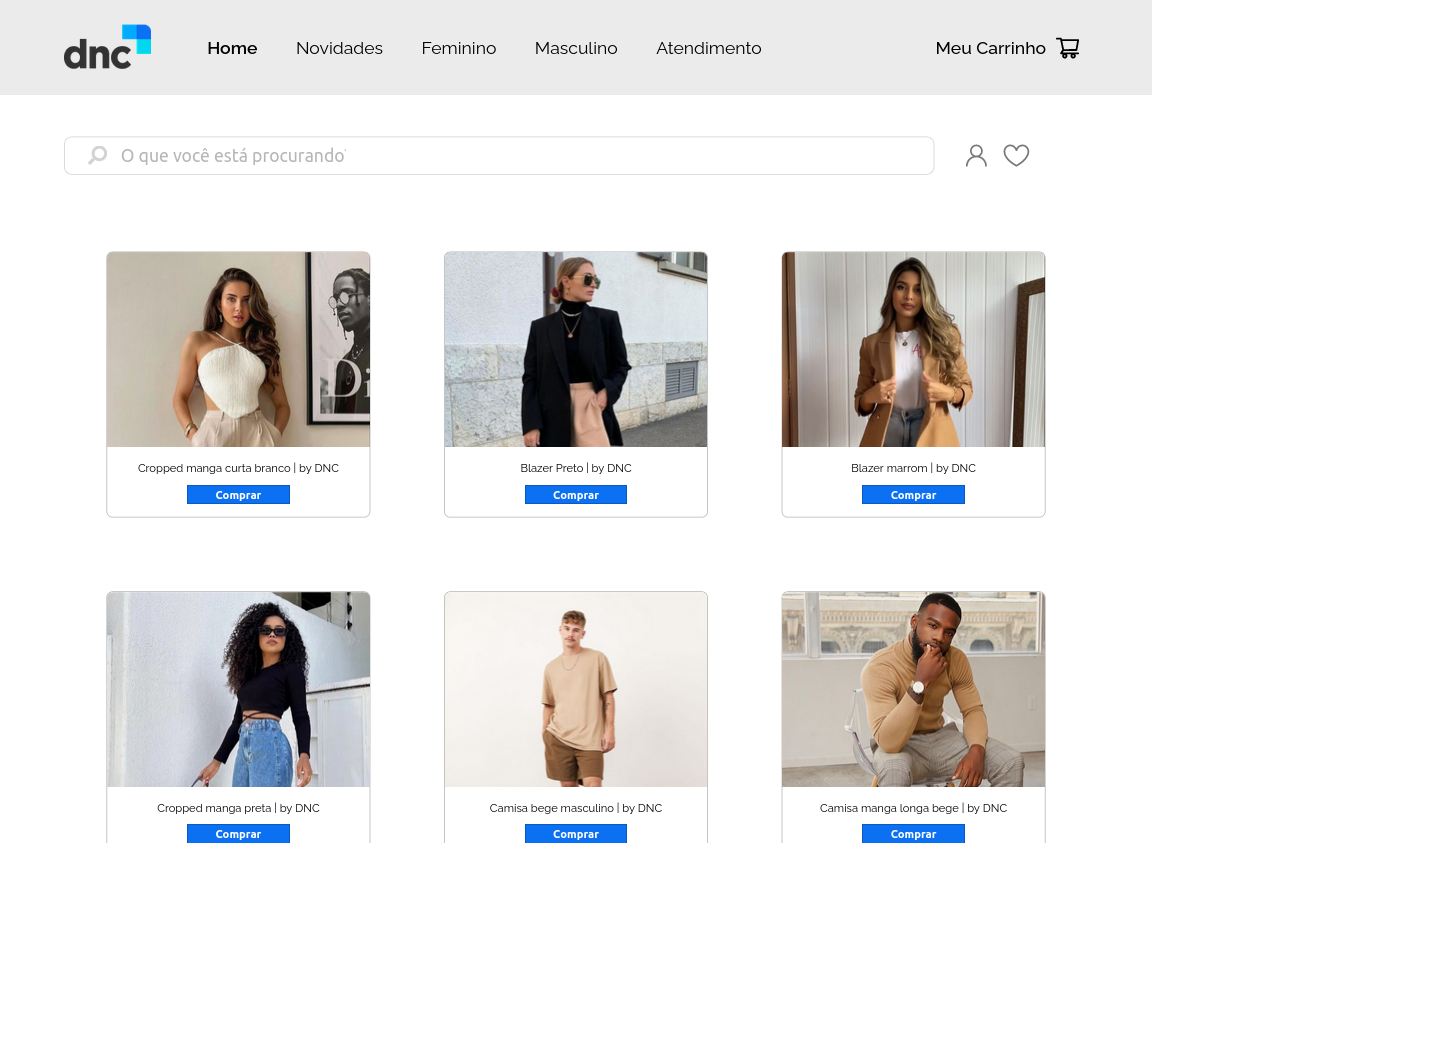 dnc
Home Novidades Feminino Masculino Atendimento Meu Carrinho
O que você está procurando
Di
Cropped manga curta branco | by DNC
Comprar
Blazer Preto | by DNC
Comprar
Blazer marrom | by DNC
Comprar
Cropped manga preta | by DNC
Comprar
Camisa bege masculino | by DNC
Comprar
Camisa manga longa bege | by DNC
Comprar